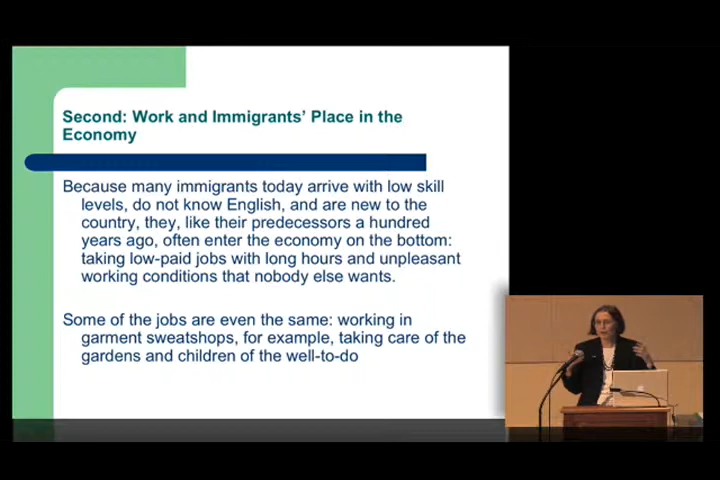 Second: Work and Immigrants' Place in the
Economy
Because many immigrants today arrive with low skill
levels, do not know English, and are new to the
country, they, like their predecessors a hundred
years ago, often enter the economy on the bottom:
taking low-paid jobs with long hours and unpleasant
working conditions that nobody else wants.
Some of the jobs are even the same: working in
garment sweatshops, for example, taking care of the
gardens and children of the well-to-do